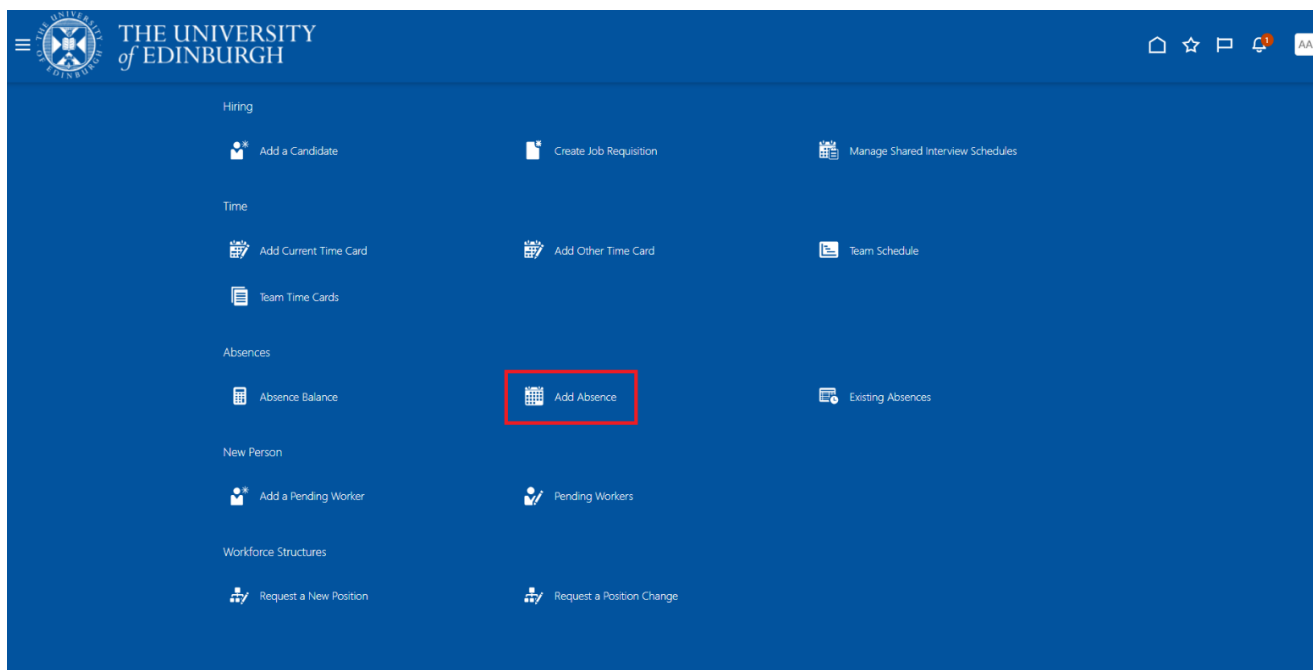 THE UNIVERSITY
of EDINBURGH
1
AA
Hiring
Add a Candidate
Create Job Requisition
Manage Shared Interview Schedules
Time
Add Current Time Card
Add Other Time Card
Team Schedule
Team Time Cards
Absences
Absence Balance
Add Absence
Existing Absences
New Person
Add a Pending Worker
Pending Workers
Workforce Structures
Request a New Position
Request a Position Change